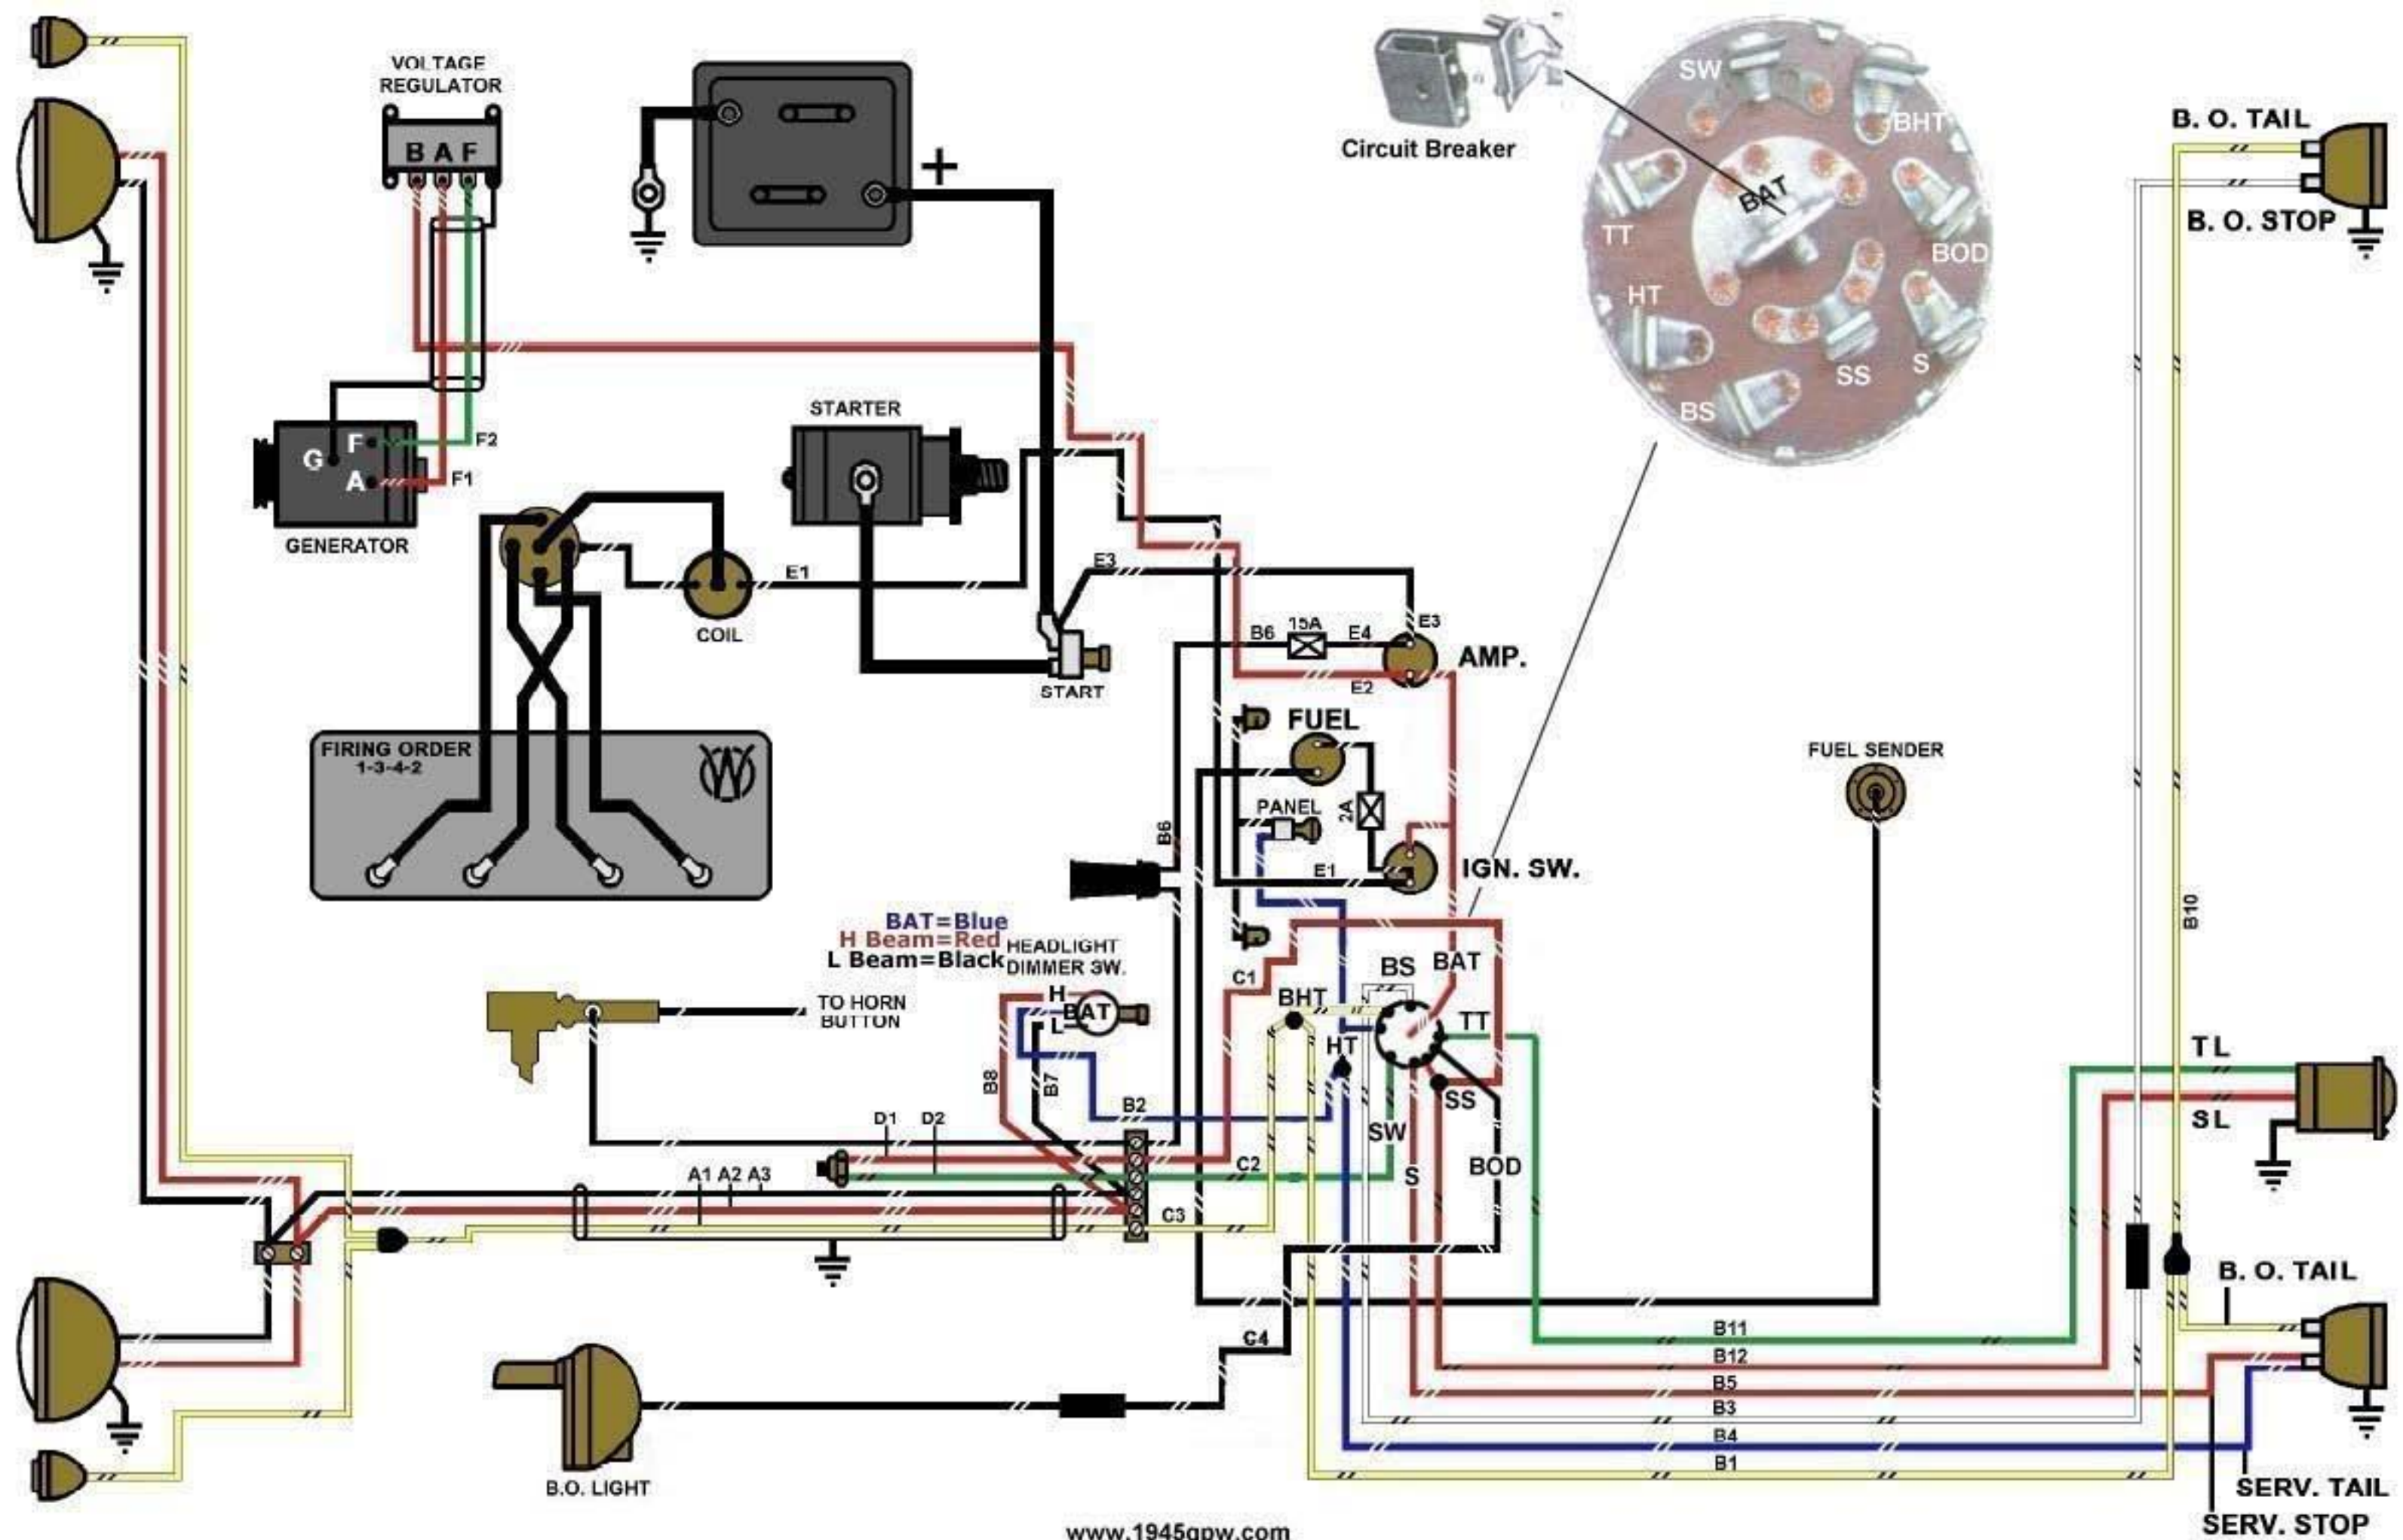 VOLTAGE
REGULATOR
B A F
+
Circuit Breaker
SW
BHT
BAT
TT
BOD
HT
SS
S
BS
B. O. TAIL
B. O. STOP
STARTER
G
F
A
F2
F1
GENERATOR
COIL
E1
E3
START
B6
15A
E4
E3
AMP.
E2
FUEL
PANEL
2A
E1
IGN. SW.
FUEL SENDER
FIRING ORDER
1-3-4-2
W
B6
B10
BAT=Blue
H Beam=Red
L Beam=Black
HEADLIGHT
DIMMER SW.
H
BAT
L
TO HORN
BUTTON
B8
B7
B2
C1
BS
BAT
BHT
TT
HT
SS
SW
S
BOD
TL
SL
D1
D2
A1 A2 A3
C2
C3
C4
B.O. LIGHT
B. O. TAIL
B11
B12
B5
B3
B4
B1
SERV. TAIL
SERV. STOP
www.1945gpw.com